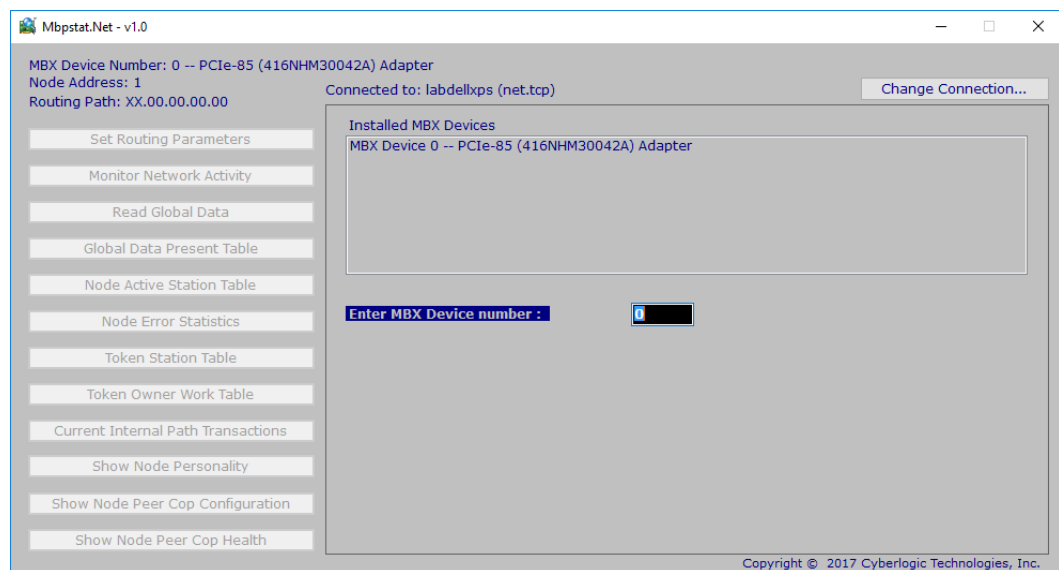 Mbpstat.Net - v1.0
MBX Device Number: 0 -- PCIe-85 (416NHM30042A) Adapter
Node Address: 1
Routing Path: XX.00.00.00.00
Connected to: labdellxps (net.tcp)
Change Connection...
Set Routing Parameters
Monitor Network Activity
Read Global Data
Global Data Present Table
Node Active Station Table
Node Error Statistics
Token Station Table
Token Owner Work Table
Current Internal Path Transactions
Show Node Personality
Show Node Peer Cop Configuration
Show Node Peer Cop Health
Installed MBX Devices
MBX Device 0 -- PCIe-85 (416NHM30042A) Adapter
Enter MBX Device number : 0
Copyright © 2017 Cyberlogic Technologies, Inc.